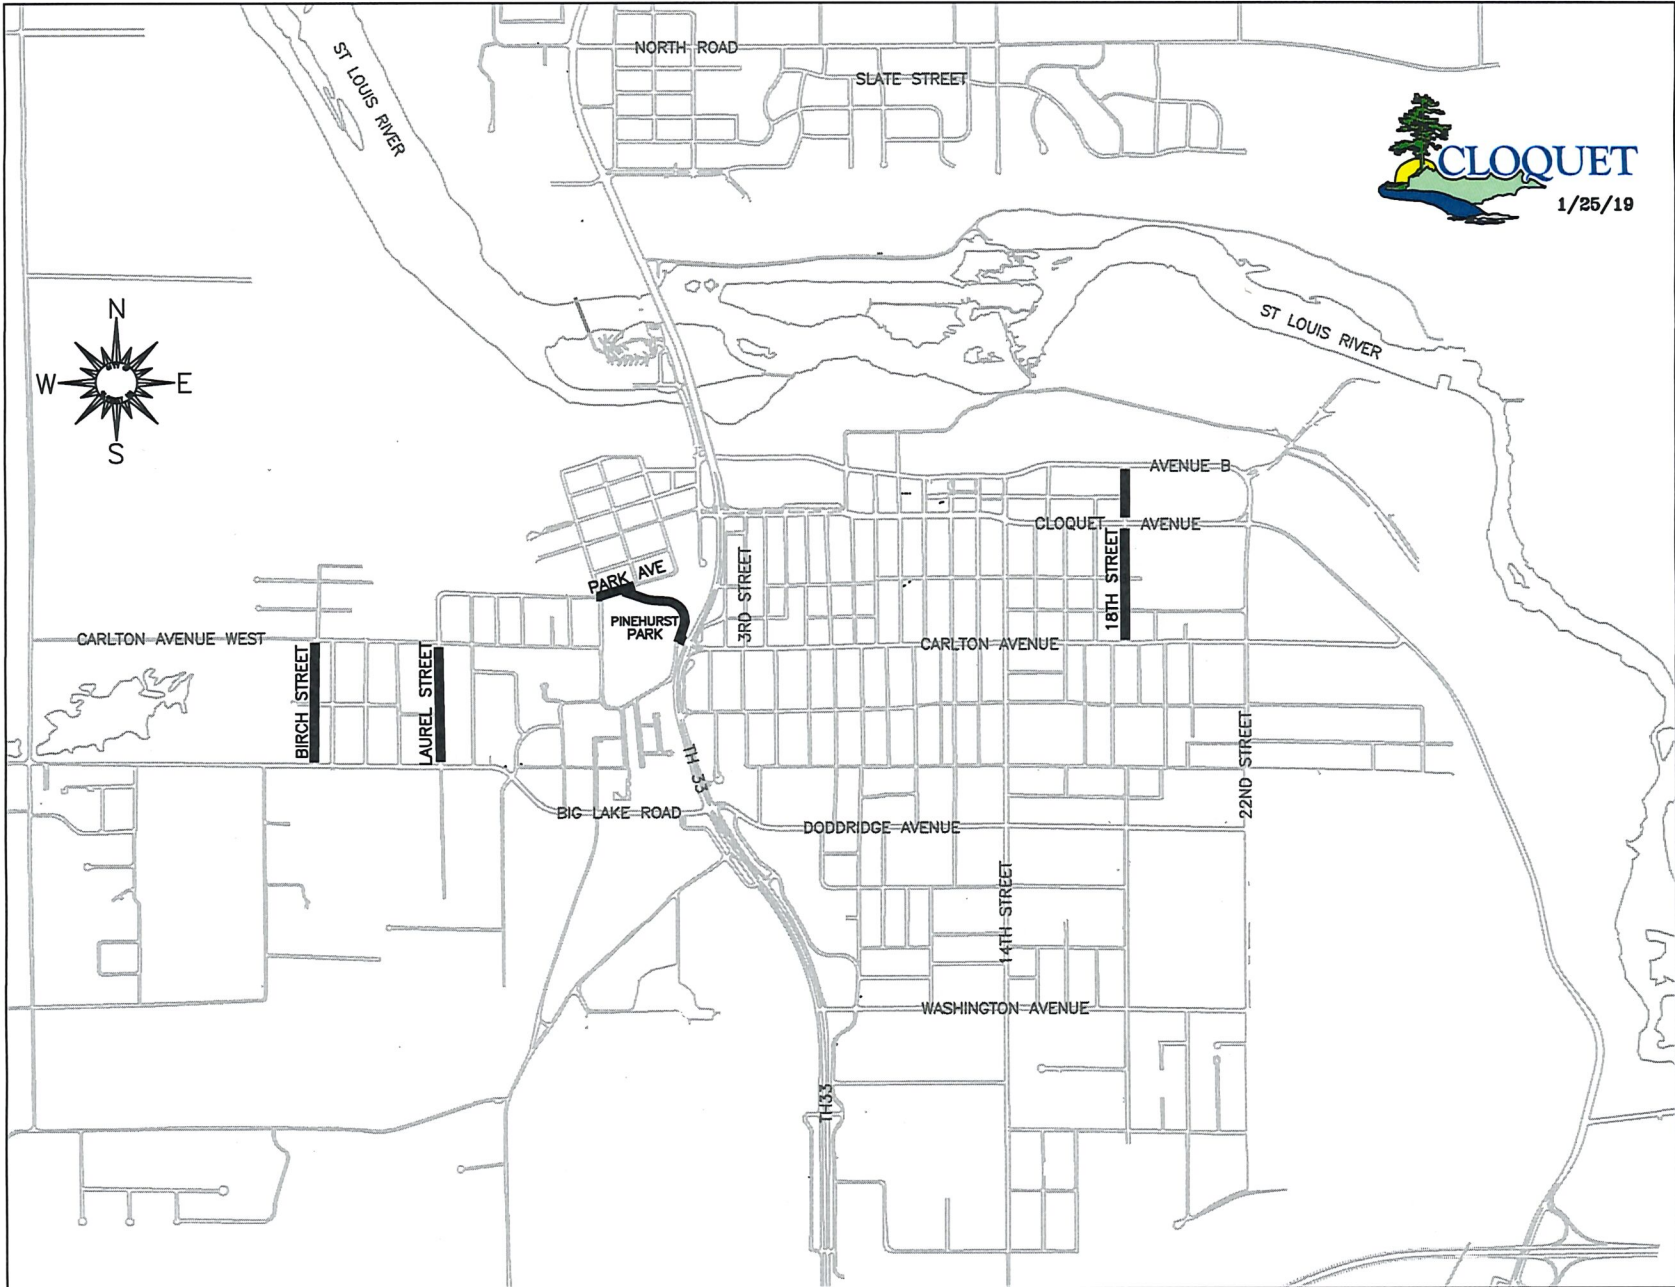 NORTH ROAD
SLATE STREET
ST LOUIS RIVER
CLOQUET
1/25/19
N
W
E
S
ST LOUIS RIVER
AVENUE B
CLOQUET AVENUE
18TH STREET
3RD STREET
PARK AVE
PINEHURST
PARK
CARLTON AVENUE WEST
CARLTON AVENUE
BIRCH STREET
LAUREL STREET
TH 33
22ND STREET
BIG LAKE ROAD
DODDRIDGE AVENUE
14TH STREET
WASHINGTON AVENUE
TH33